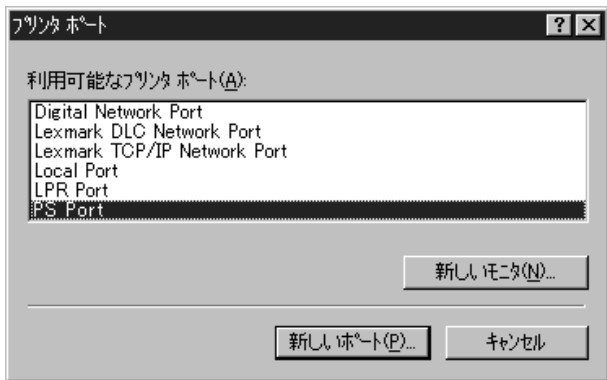 プリンタ ポート
利用可能なプリンタ ポート(A):
Digital Network Port
Lexmark DLC Network Port
Lexmark TCP/IP Network Port
Local Port
LPR Port
PS Port
新しいモニタ(N)...
新しいポート(P)...
キャンセル